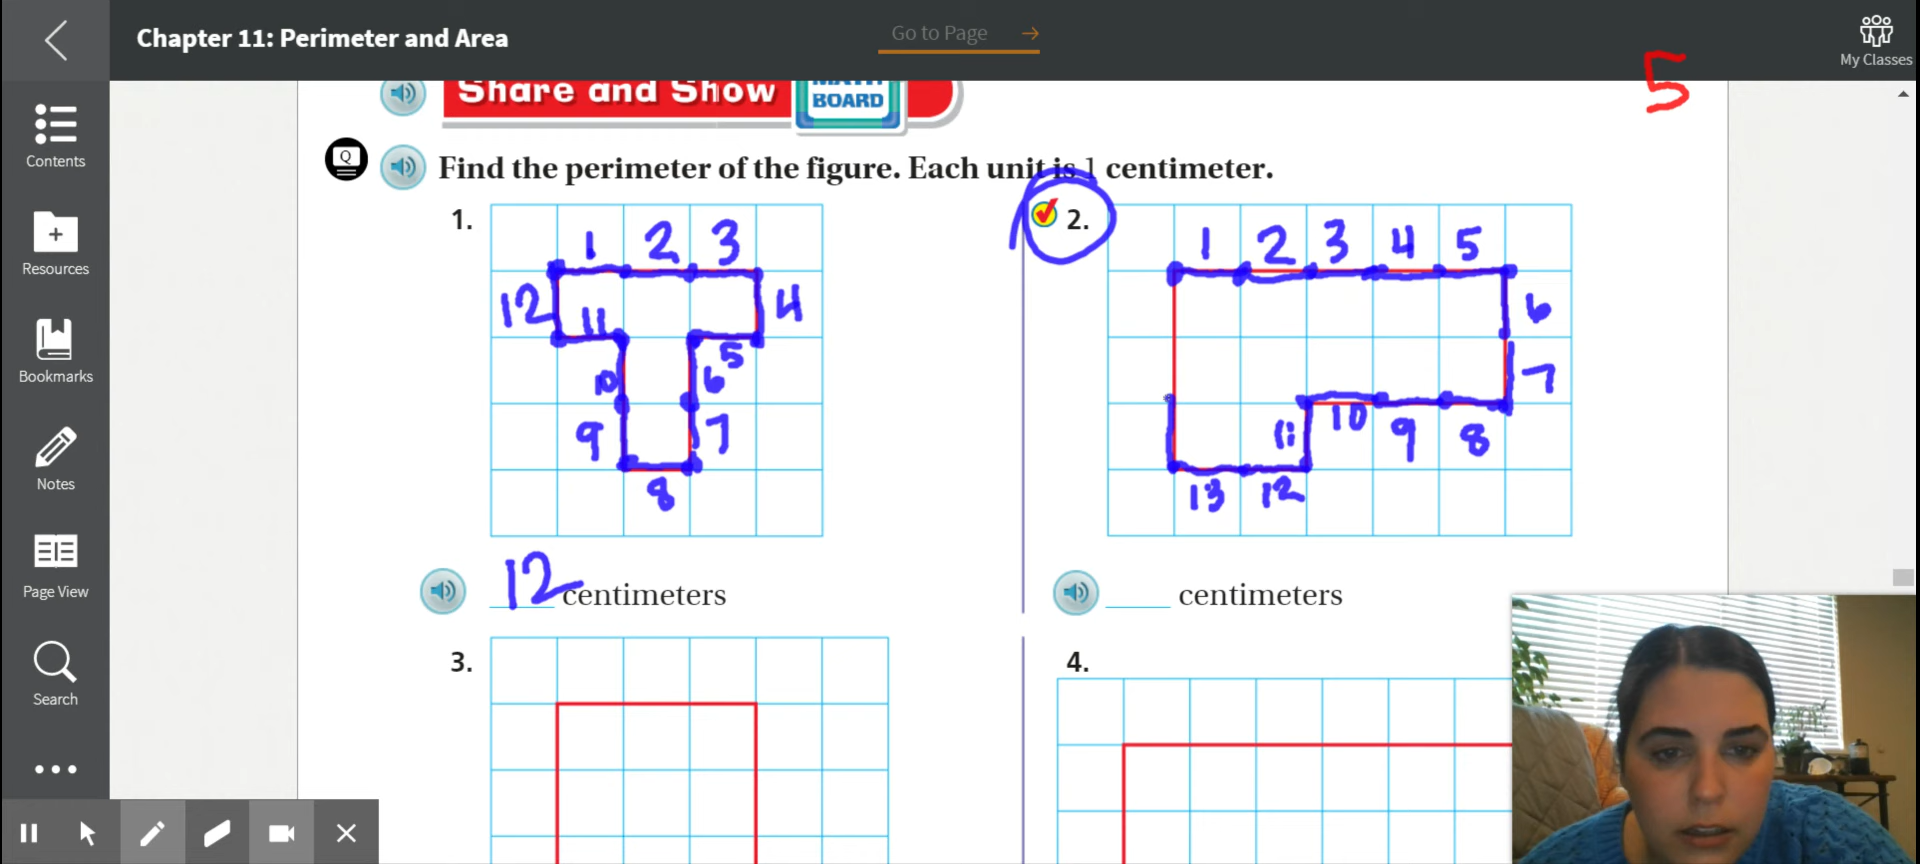 Chapter 11: Perimeter and Area
Go to Page →
My Classes
5
Contents
Resources
Bookmarks
Notes
Page View
Search
Share and Show
MATH
BOARD
Q
Find the perimeter of the figure. Each unit is 1 centimeter.
1.
1 2 3
12 11 4
10 6 5
9 7
8
12 centimeters
2.
1 2 3 4 5
6
7
11 10 9 8
13 12
____ centimeters
3.
4.